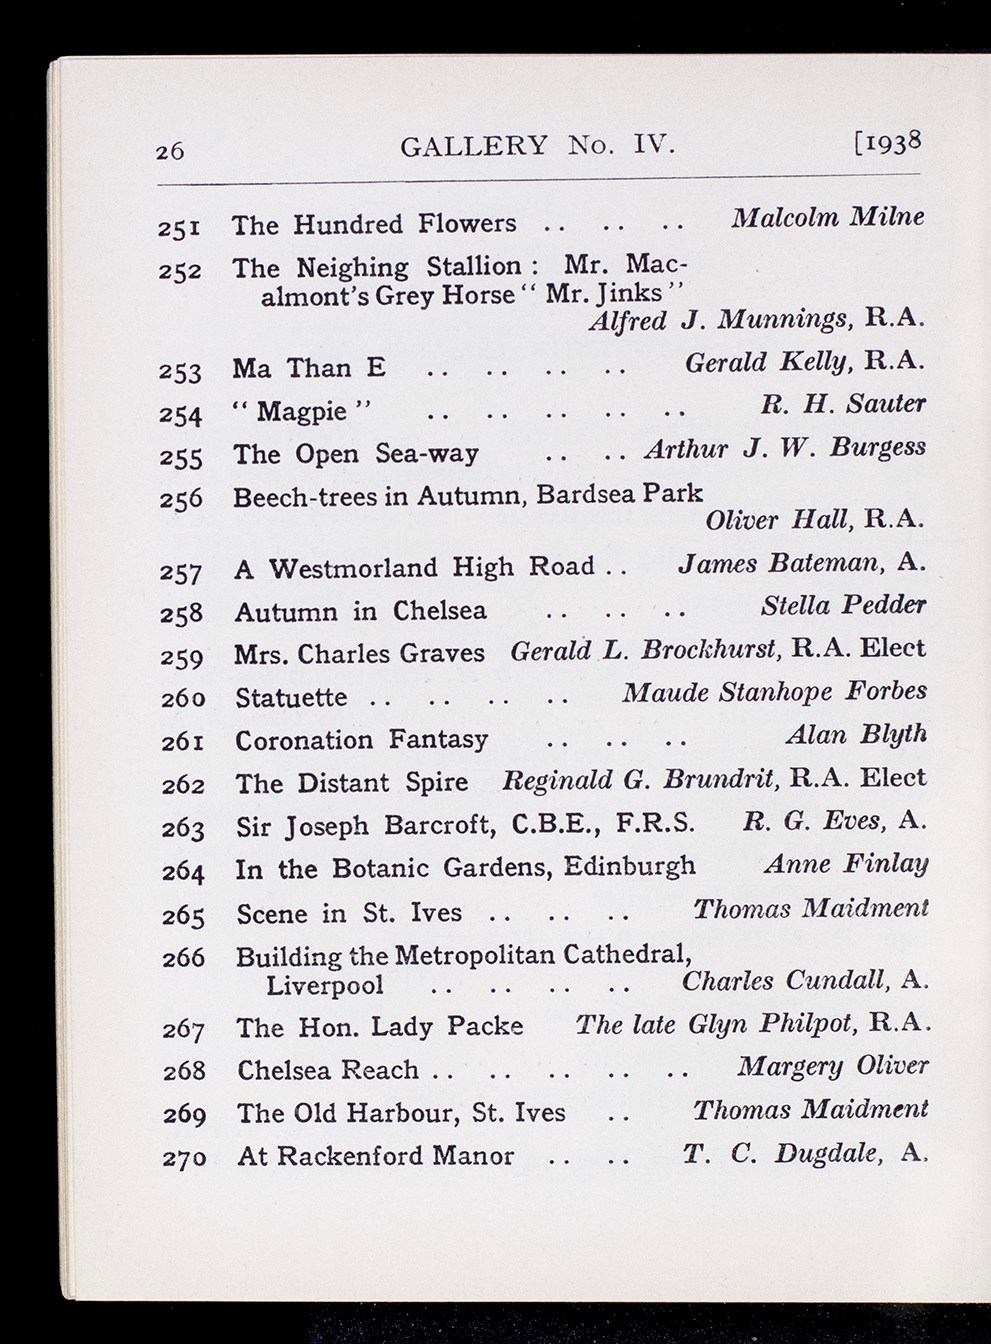 26 GALLERY No. IV. [1938
251 The Hundred Flowers .. .. .. Malcolm Milne
252 The Neighing Stallion : Mr. Mac-
almont's Grey Horse “ Mr. Jinks ”
Alfred J. Munnings, R.A.
253 Ma Than E .. .. .. .. Gerald Kelly, R.A.
254 “ Magpie ” .. .. .. .. .. R. H. Sauter
255 The Open Sea-way .. .. Arthur J. W. Burgess
256 Beech-trees in Autumn, Bardsea Park
Oliver Hall, R.A.
257 A Westmorland High Road .. James Bateman, A.
258 Autumn in Chelsea .. .. .. Stella Pedder
259 Mrs. Charles Graves Gerald L. Brockhurst, R.A. Elect
260 Statuette .. .. .. .. Maude Stanhope Forbes
261 Coronation Fantasy .. .. .. Alan Blyth
262 The Distant Spire Reginald G. Brundrit, R.A. Elect
263 Sir Joseph Barcroft, C.B.E., F.R.S. R. G. Eves, A.
264 In the Botanic Gardens, Edinburgh Anne Finlay
265 Scene in St. Ives .. .. .. Thomas Maidment
266 Building the Metropolitan Cathedral,
Liverpool .. .. .. .. Charles Cundall, A.
267 The Hon. Lady Packe The late Glyn Philpot, R.A.
268 Chelsea Reach .. .. .. .. .. Margery Oliver
269 The Old Harbour, St. Ives .. Thomas Maidment
270 At Rackenford Manor .. .. T. C. Dugdale, A.